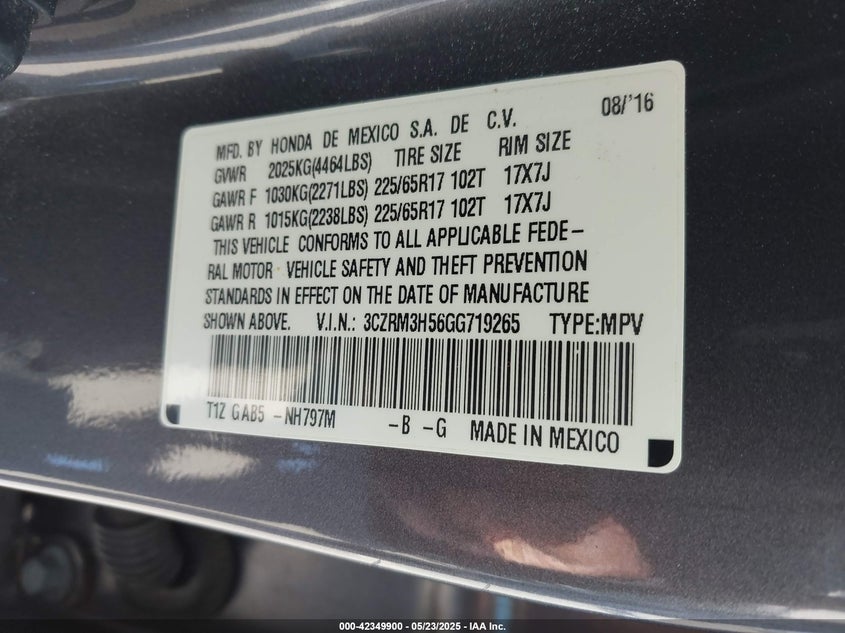 MFD. BY HONDA DE MEXICO S.A. DE C.V. 08/'16
GVWR 2025KG(4464LBS) TIRE SIZE RIM SIZE
GAWR F 1030KG(2271LBS) 225/65R17 102T 17X7J
GAWR R 1015KG(2238LBS) 225/65R17 102T 17X7J
THIS VEHICLE CONFORMS TO ALL APPLICABLE FEDE-
RAL MOTOR VEHICLE SAFETY AND THEFT PREVENTION
STANDARDS IN EFFECT ON THE DATE OF MANUFACTURE
SHOWN ABOVE. V.I.N.: 3CZRM3H56GG719265 TYPE:MPV
T1Z GAB5 -NH797M -B -G MADE IN MEXICO
000-42349900 - 05/23/2025 - IAA Inc.